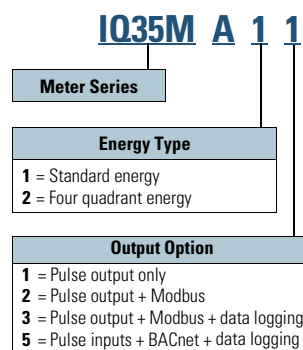 IQ35M A 1 1
Meter Series
Energy Type
1 = Standard energy
2 = Four quadrant energy
Output Option
1 = Pulse output only
2 = Pulse output + Modbus
3 = Pulse output + Modbus + data logging
5 = Pulse inputs + BACnet + data logging